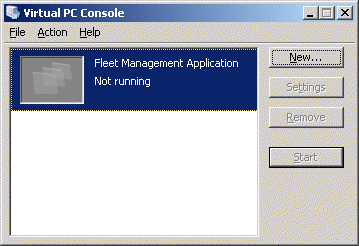 Virtual PC Console
File Action Help
Fleet Management Application
Not running
New...
Settings
Remove
Start